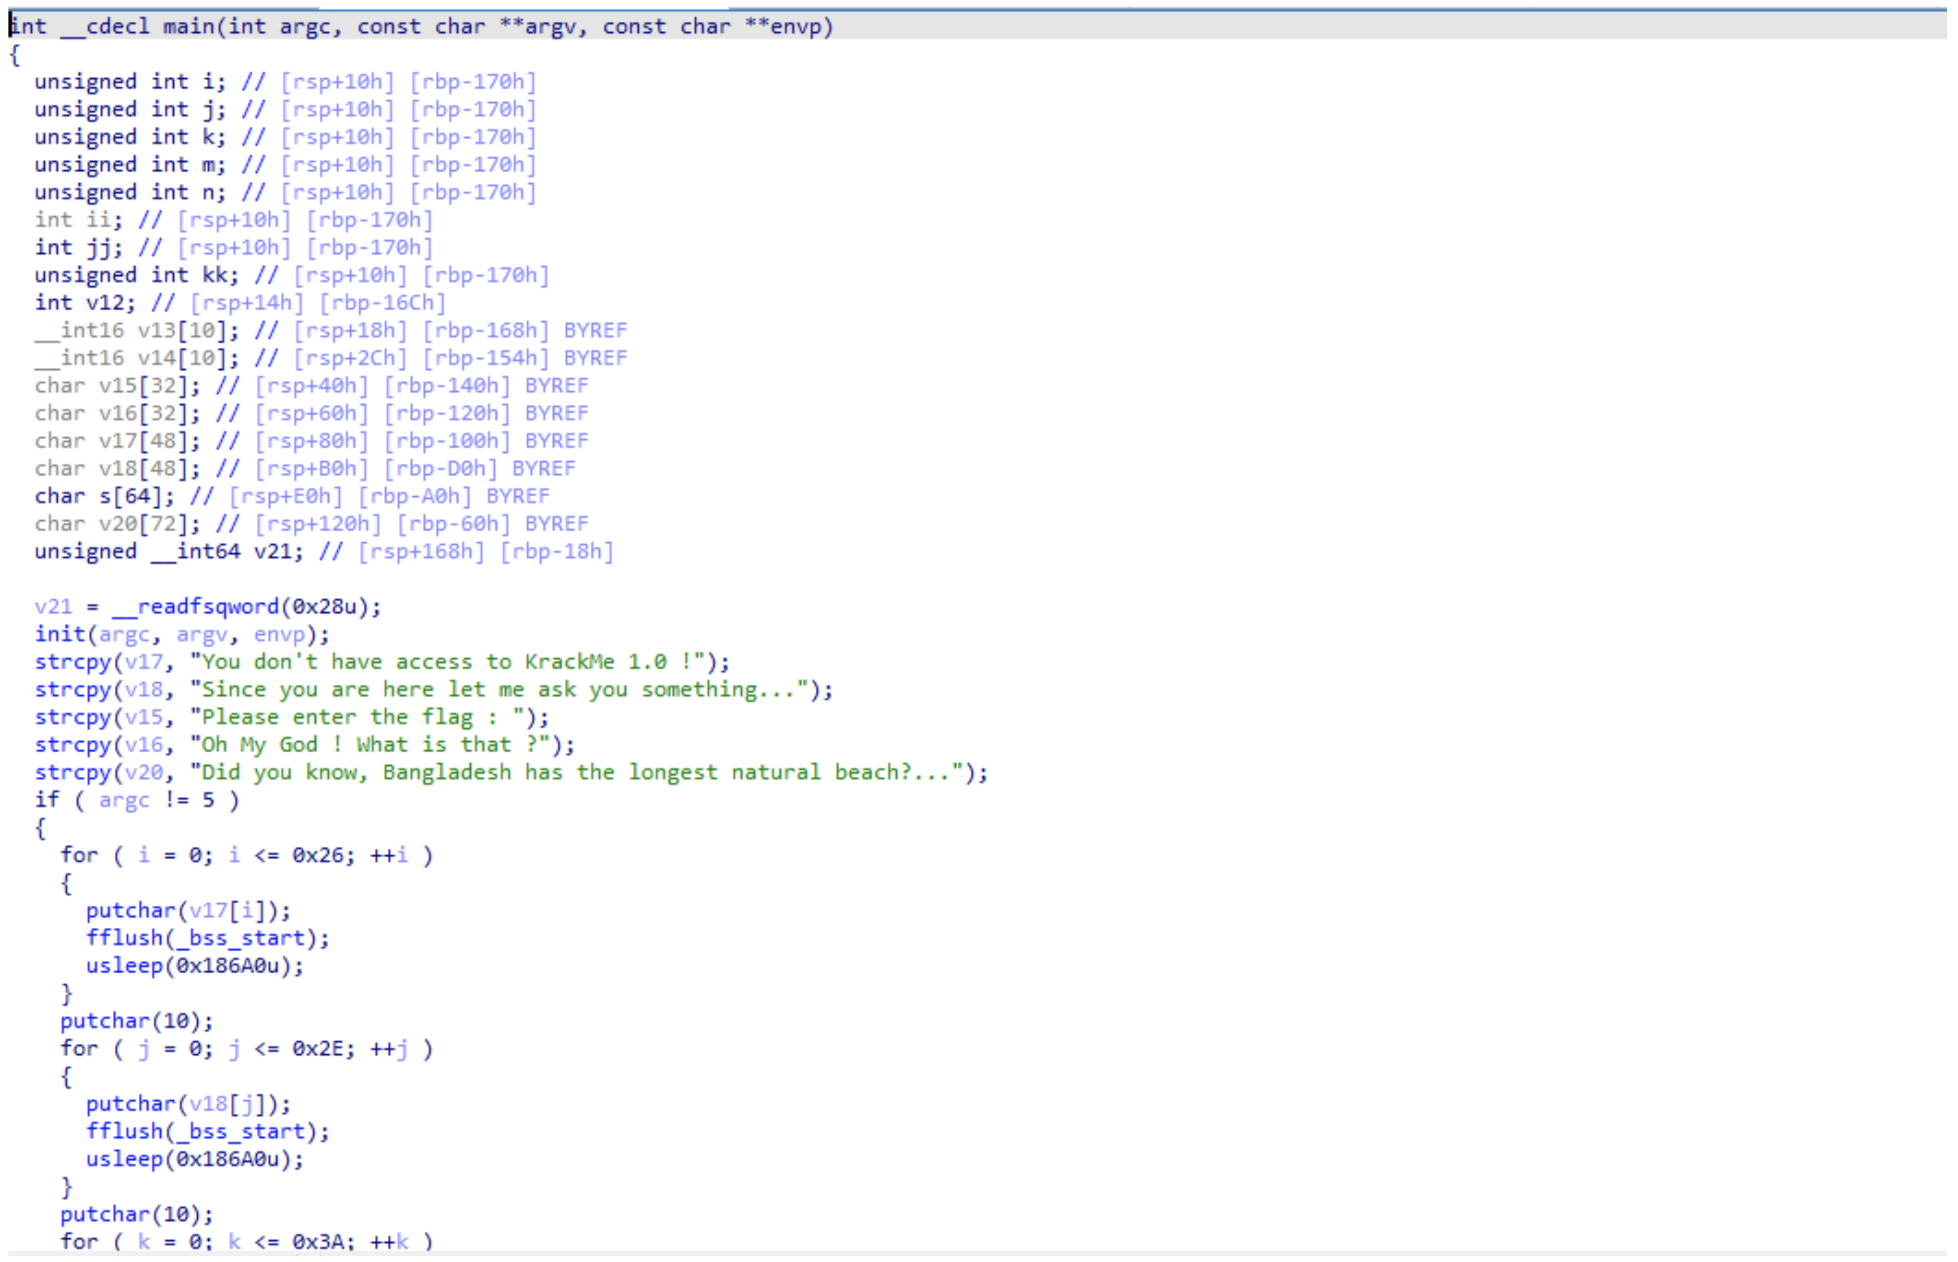 int __cdecl main(int argc, const char **argv, const char **envp)
{
  unsigned int i; // [rsp+10h] [rbp-170h]
  unsigned int j; // [rsp+10h] [rbp-170h]
  unsigned int k; // [rsp+10h] [rbp-170h]
  unsigned int m; // [rsp+10h] [rbp-170h]
  unsigned int n; // [rsp+10h] [rbp-170h]
  int ii; // [rsp+10h] [rbp-170h]
  int jj; // [rsp+10h] [rbp-170h]
  unsigned int kk; // [rsp+10h] [rbp-170h]
  int v12; // [rsp+14h] [rbp-16Ch]
  __int16 v13[10]; // [rsp+18h] [rbp-168h] BYREF
  __int16 v14[10]; // [rsp+2Ch] [rbp-154h] BYREF
  char v15[32]; // [rsp+40h] [rbp-140h] BYREF
  char v16[32]; // [rsp+60h] [rbp-120h] BYREF
  char v17[48]; // [rsp+80h] [rbp-100h] BYREF
  char v18[48]; // [rsp+B0h] [rbp-D0h] BYREF
  char s[64]; // [rsp+E0h] [rbp-A0h] BYREF
  char v20[72]; // [rsp+120h] [rbp-60h] BYREF
  unsigned __int64 v21; // [rsp+168h] [rbp-18h]

  v21 = __readfsqword(0x28u);
  init(argc, argv, envp);
  strcpy(v17, "You don't have access to KrackMe 1.0 !");
  strcpy(v18, "Since you are here let me ask you something...");
  strcpy(v15, "Please enter the flag : ");
  strcpy(v16, "Oh My God ! What is that ?");
  strcpy(v20, "Did you know, Bangladesh has the longest natural beach?...");
  if ( argc != 5 )
  {
    for ( i = 0; i <= 0x26; ++i )
    {
      putchar(v17[i]);
      fflush(_bss_start);
      usleep(0x186A0u);
    }
    putchar(10);
    for ( j = 0; j <= 0x2E; ++j )
    {
      putchar(v18[j]);
      fflush(_bss_start);
      usleep(0x186A0u);
    }
    putchar(10);
    for ( k = 0; k <= 0x3A; ++k )